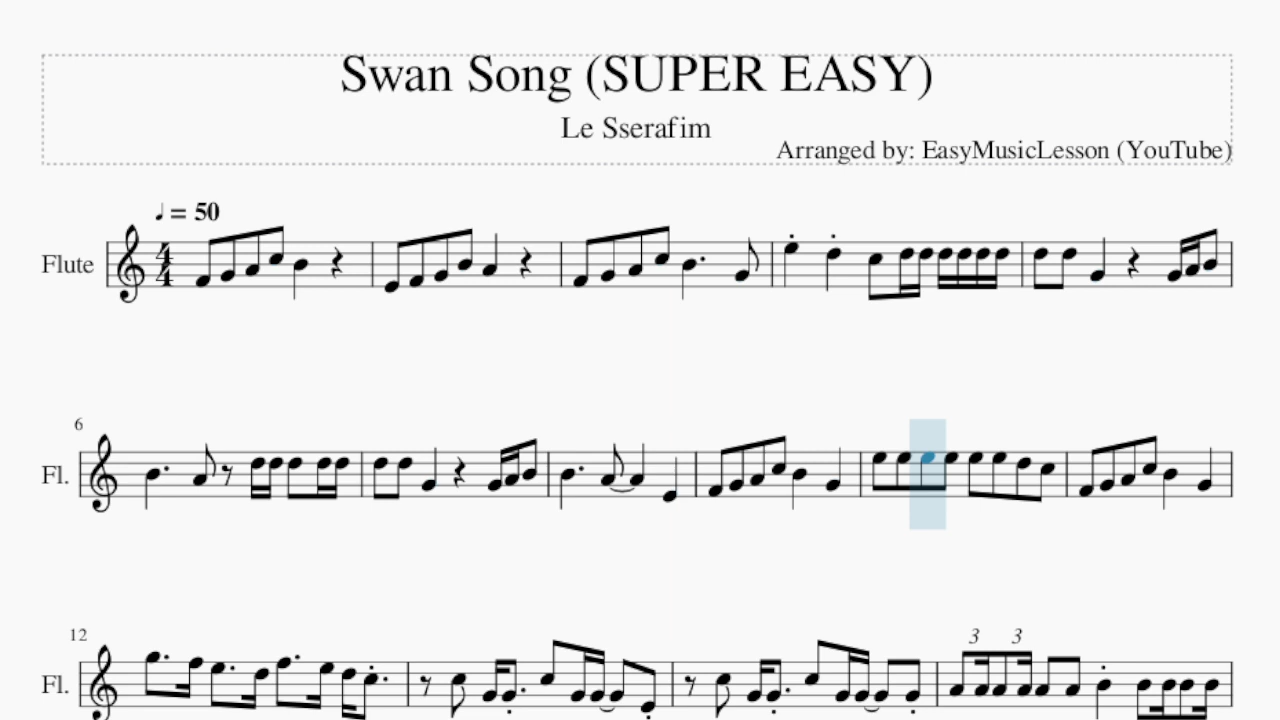 Swan Song (SUPER EASY)
Le Sserafim
Arranged by: EasyMusicLesson (YouTube)
♩ = 50
Flute
4
4
6
Fl.
12
3 3
Fl.